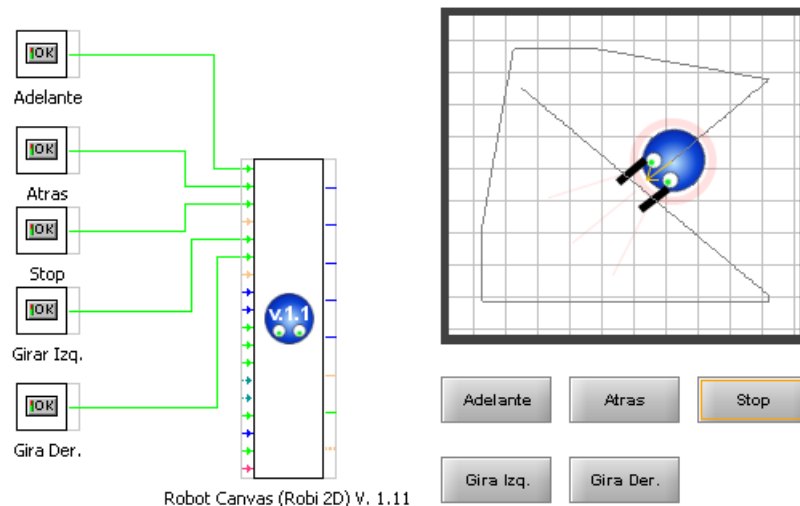 OK
Adelante
OK
Atras
OK
Stop
OK
Girar Izq.
OK
Gira Der.
v.1.1
Robot Canvas (Robi 2D) V. 1.11
Adelante
Atras
Stop
Gira Izq.
Gira Der.